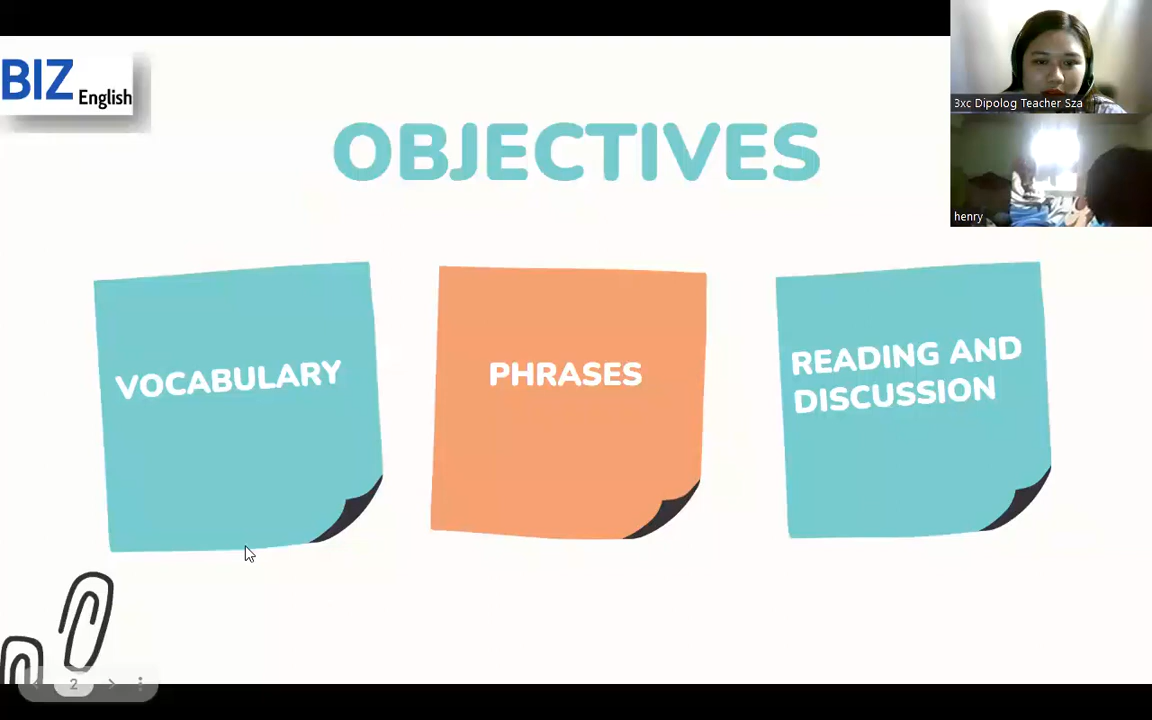 BIZ
English
OBJECTIVES
VOCABULARY
PHRASES
READING AND
DISCUSSION
3xc Dipolog Teacher Sza
henry
2